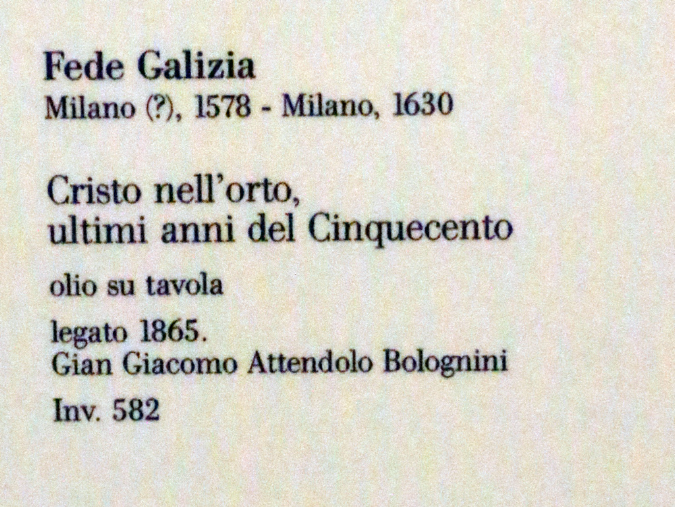 Fede Galizia
Milano (?), 1578 - Milano, 1630
Cristo nell'orto,
ultimi anni del Cinquecento
olio su tavola
legato 1865.
Gian Giacomo Attendolo Bolognini
Inv. 582